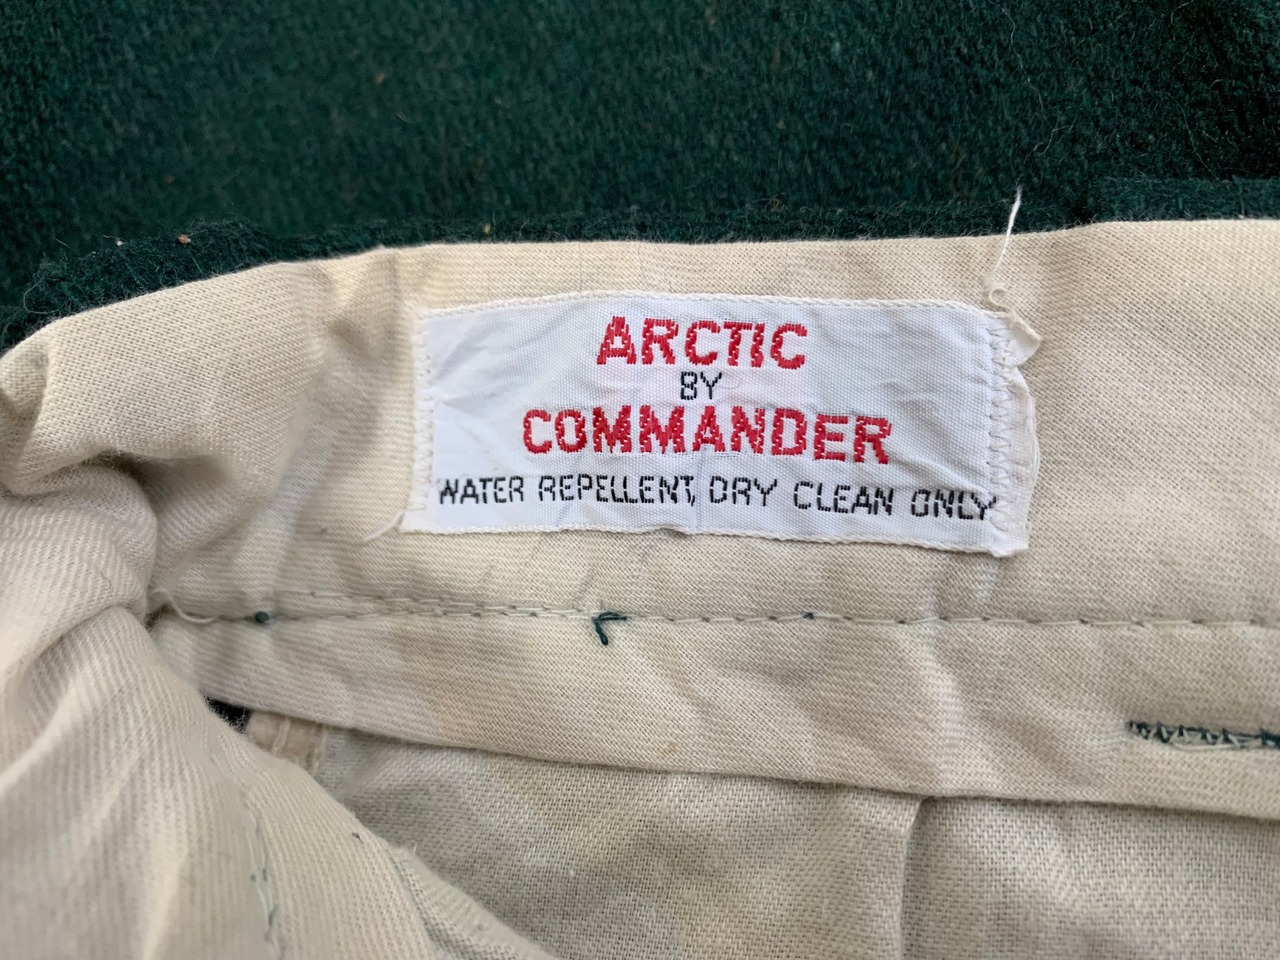 ARCTIC
BY
COMMANDER
WATER REPELLENT, DRY CLEAN ONLY